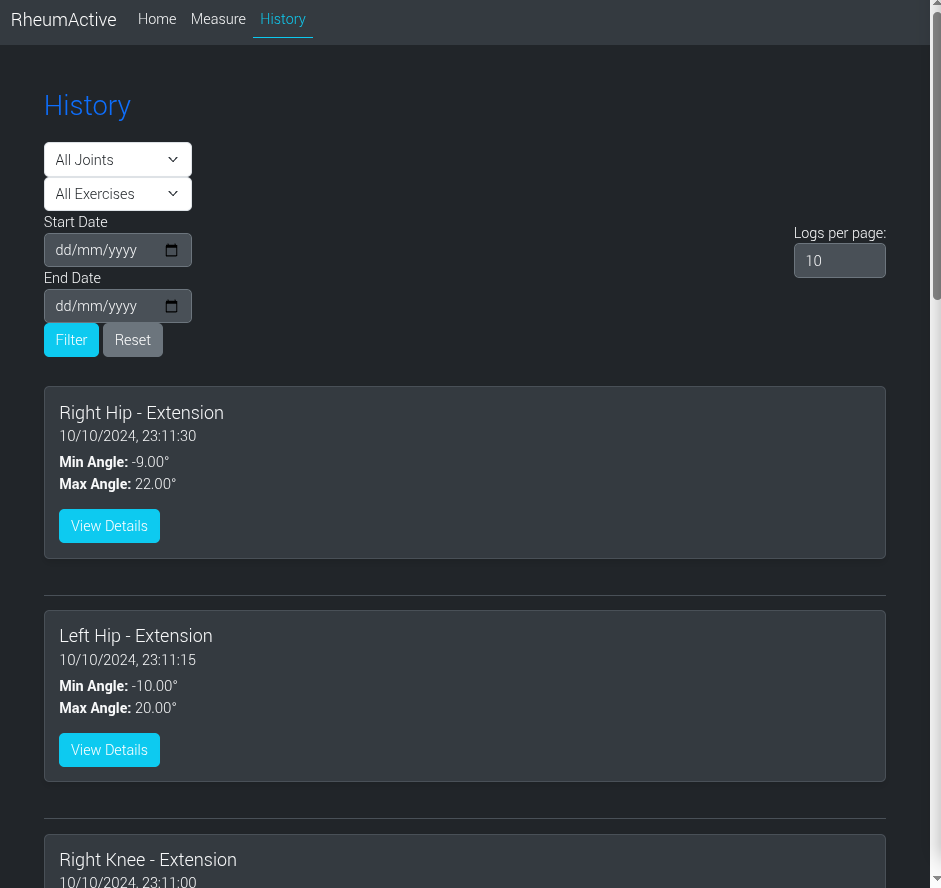 RheumActive Home Measure History
History
All Joints
All Exercises
Start Date
dd/mm/yyyy
End Date
dd/mm/yyyy
Filter Reset
Logs per page:
10
Right Hip - Extension
10/10/2024, 23:11:30
Min Angle: -9.00°
Max Angle: 22.00°
View Details
Left Hip - Extension
10/10/2024, 23:11:15
Min Angle: -10.00°
Max Angle: 20.00°
View Details
Right Knee - Extension
10/10/2024, 23:11:00